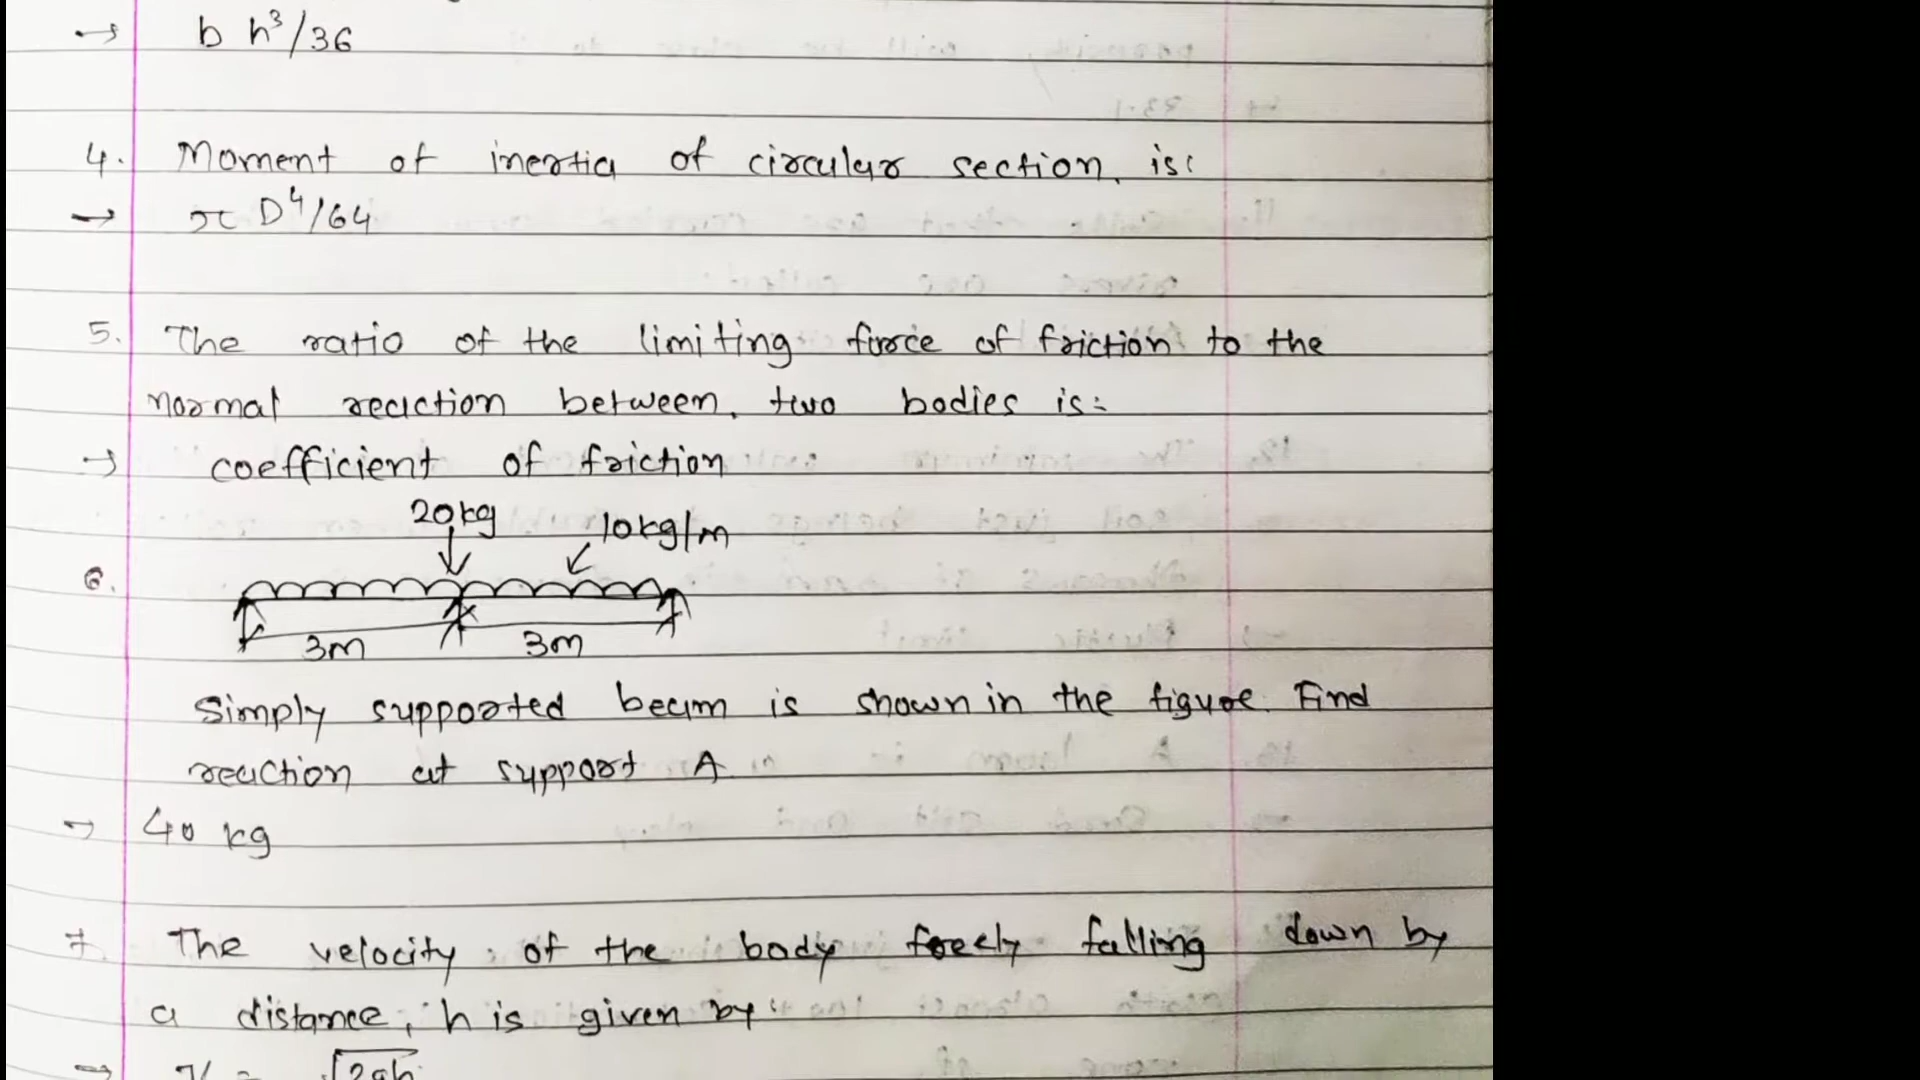 → b h³/36
4. Moment of inertia of circular section is:
→ π D⁴/64
5. The ratio of the limiting force of friction to the
normal reaction between two bodies is:
→ coefficient of friction
20kg 10kg/m
6.
3m 3m
Simply supported beam is shown in the figure. Find
reaction at support A
→ 40 kg
7. The velocity of the body freely falling down by
a distance, h is given by
→ V = √2gh